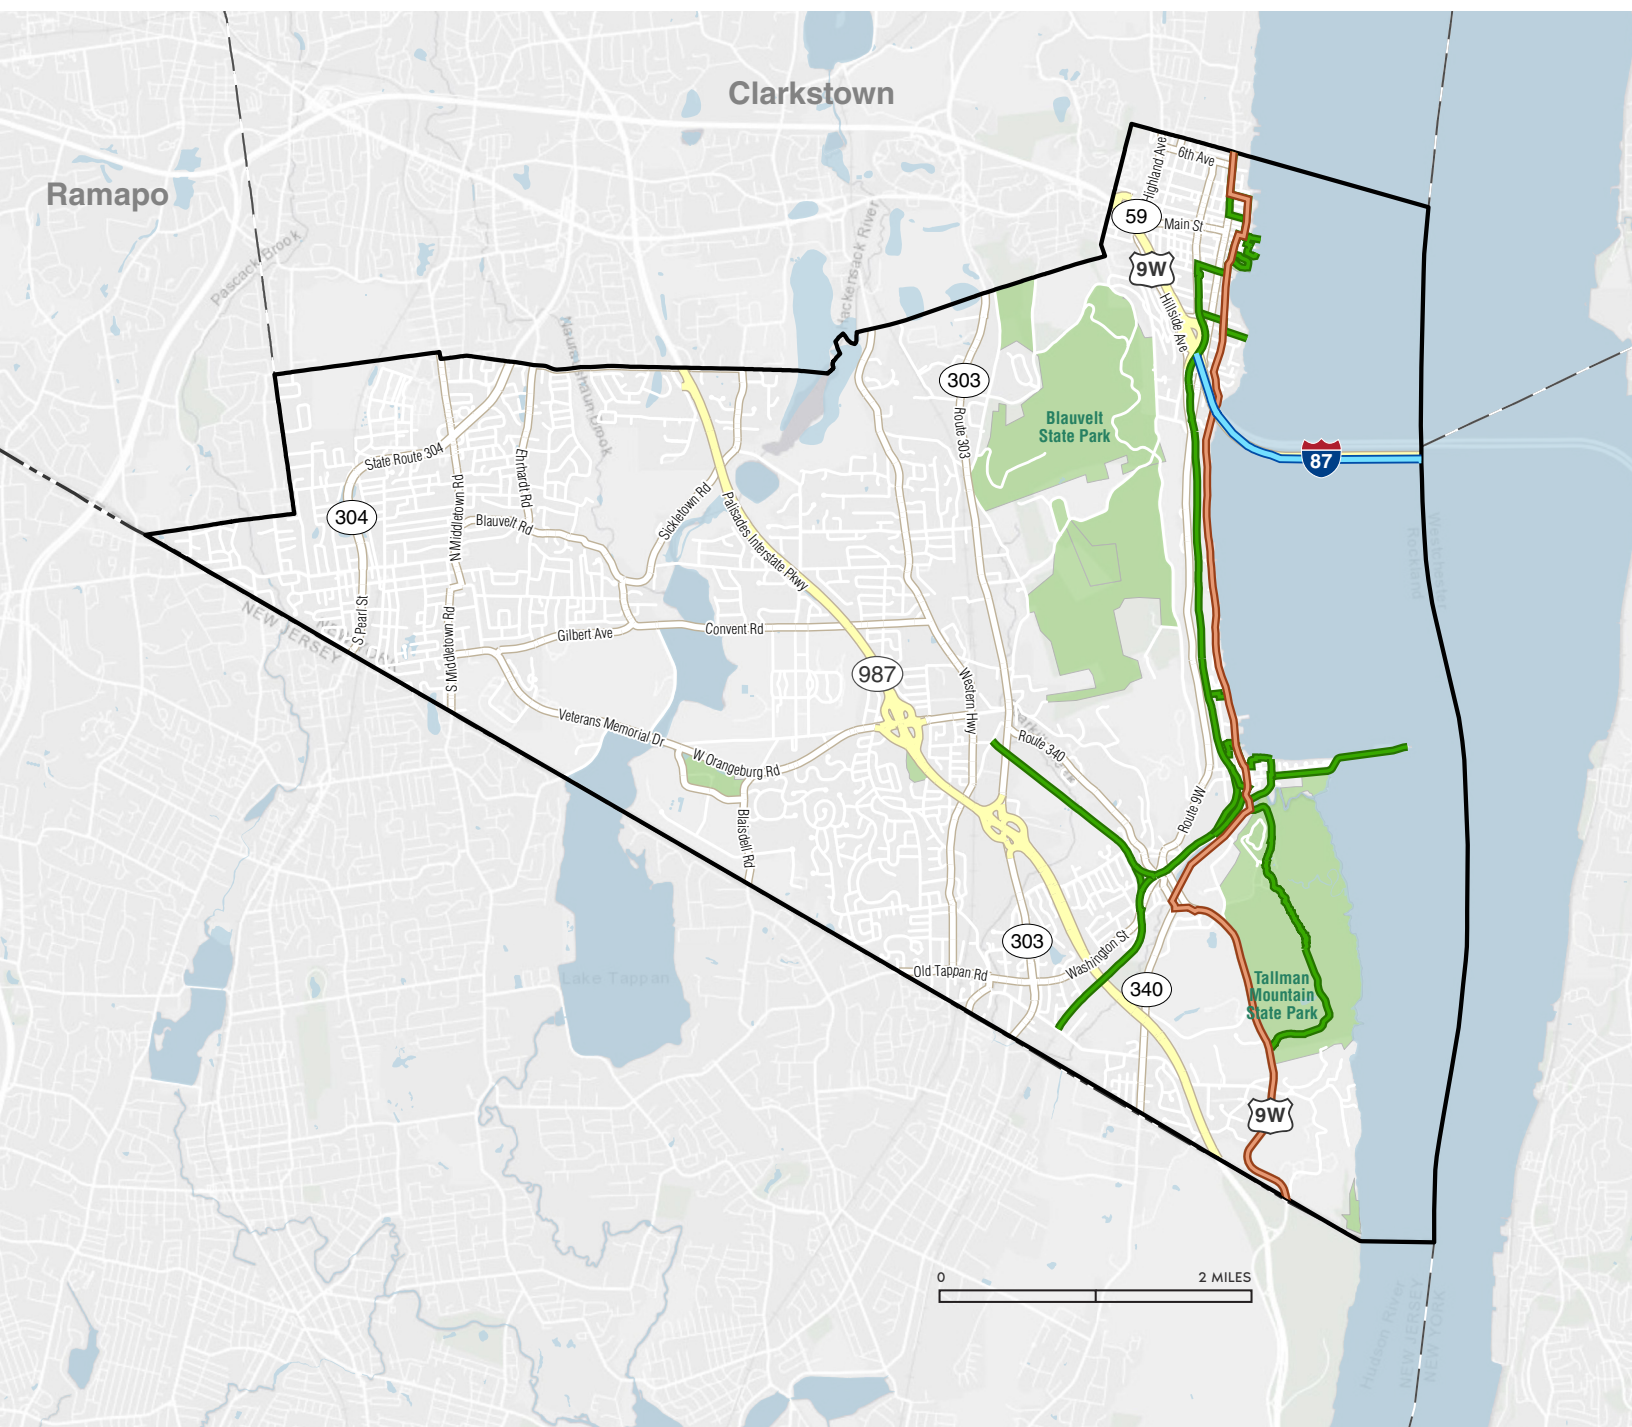 Clarkstown
Ramapo
6th Ave
Highland Ave
59
Main St
9W
Hillside Ave
Pascack Brook
Hackensack River
Naurashaun Brook
303
Route 303
Blauvelt
State Park
State Route 304
Ehrhardt Rd
87
304
N Middletown Rd
Blauvelt Rd
Sickletown Rd
Palisades Interstate Pkwy
Rockland
Westchester
NEW JERSEY
NEW YORK
S Pearl St
S Middletown Rd
Gilbert Ave
Convent Rd
987
Western Hwy
Veterans Memorial Dr
W Orangeburg Rd
Route 340
Route 9W
Blaisdell Rd
303
Washington St
Old Tappan Rd
340
Lake Tappan
Tallman
Mountain
State Park
9W
0
2 MILES
Hudson River
NEW JERSEY
NEW YORK